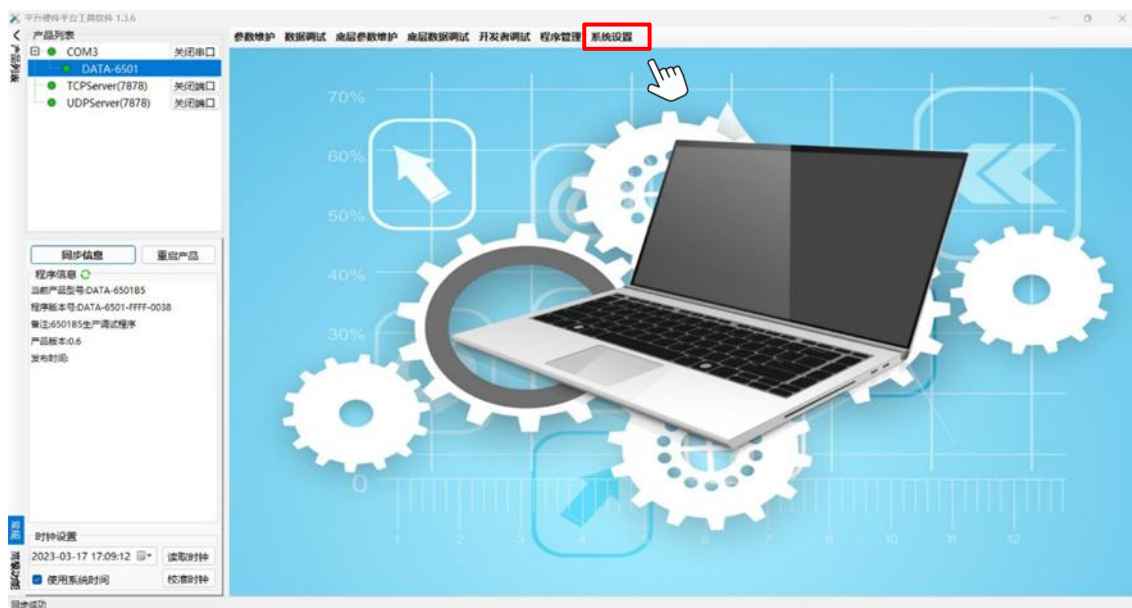 平升硬件平台工具软件 1.3.6
产品列表
产品列表
COM3 关闭串口
DATA-6501
TCPServer(7878) 关闭端口
UDPServer(7878) 关闭端口
参数维护 数据调试 底层参数维护 底层数据调试 开发者调试 程序管理 系统设置
70%
60%
50%
40%
30%
0
2 3 4 5 6 7 8 9 10 11 12
同步信息 重启产品
程序信息
当前产品型号:DATA-6501B5
程序版本号:DATA-6501-FFFF-0038
备注:6501B5生产调试程序
产品版本:0.6
发布时间:
常规
时钟设置
2023-03-17 17:09:12 读取时钟
使用系统时间 校准时钟
同步成功